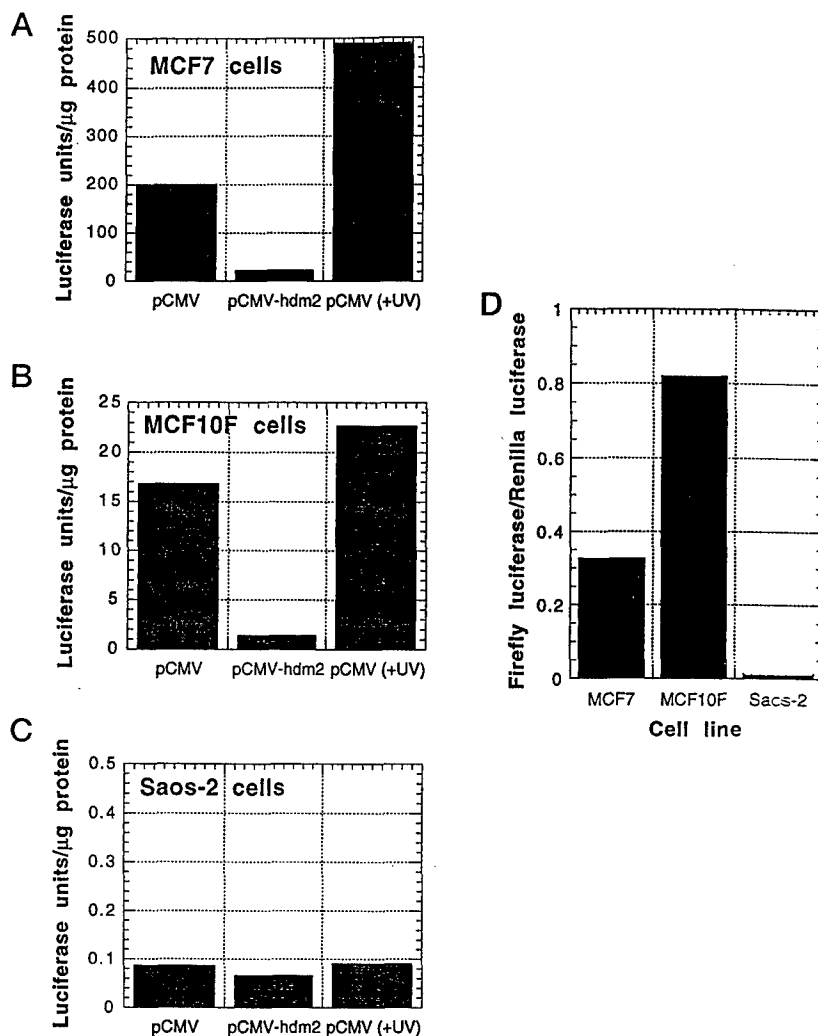 A
MCF7 cells
Luciferase units/µg protein
500
400
300
200
100
0
pCMV pCMV-hdm2 pCMV (+UV)
B
MCF10F cells
Luciferase units/µg protein
25
20
15
10
5
0
pCMV pCMV-hdm2 pCMV (+UV)
C
Saos-2 cells
Luciferase units/µg protein
0.5
0.4
0.3
0.2
0.1
0
pCMV pCMV-hdm2 pCMV (+UV)
D
Firefly luciferase/Renilla luciferase
1
0.8
0.6
0.4
0.2
0
MCF7 MCF10F Sacs-2
Cell line